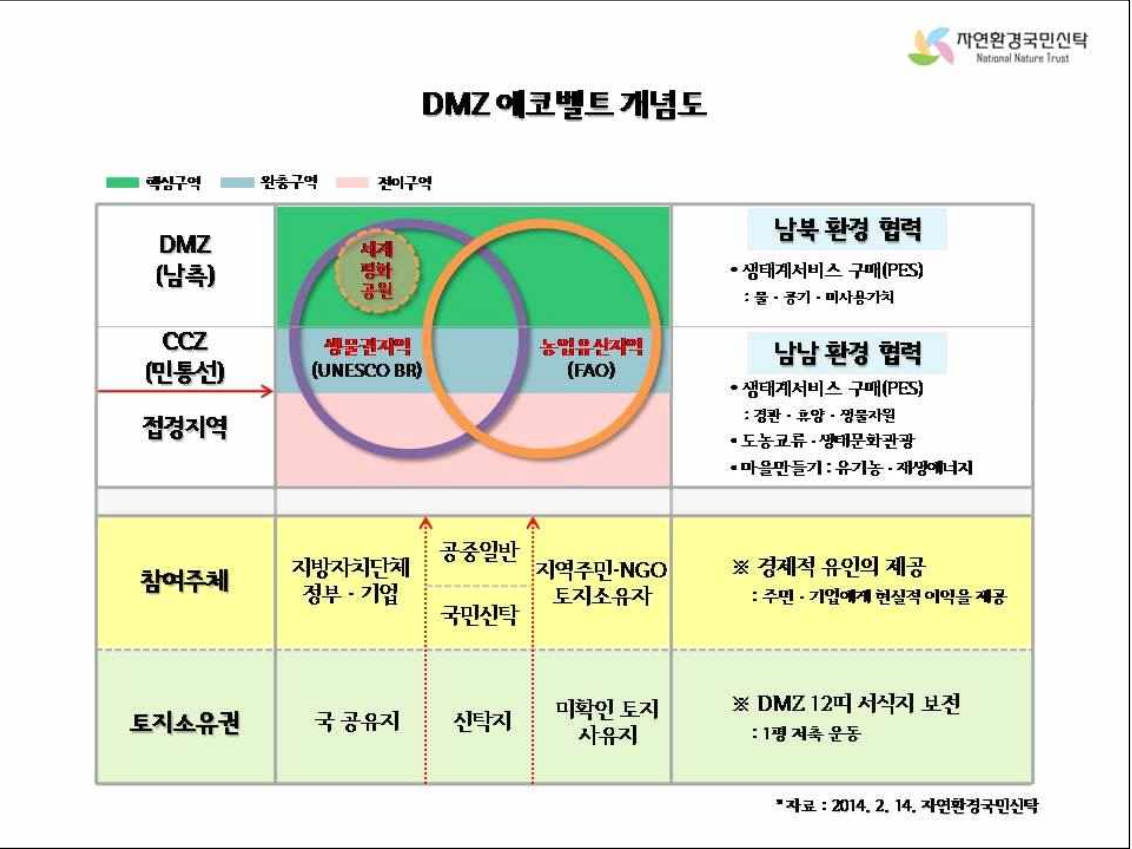 자연환경국민신탁
National Nature Trust
DMZ 에코벨트 개념도
핵심구역 완충구역 전이구역
DMZ
(남측)
세계
평화
공원
남북 환경 협력
• 생태계서비스 구매(PES)
: 물 · 공기 · 미사용가치
CCZ
(민통선)
생물권지역
(UNESCO BR)
농업유산지역
(FAO)
남남 환경 협력
• 생태계서비스 구매(PES)
: 경관 · 휴양 · 생물자원
• 도농교류 · 생태문화관광
• 마을만들기 : 유기농 · 재생에너지
접경지역
참여주체
지방자치단체
정부 · 기업
공중일반
국민신탁
지역주민·NGO
토지소유자
※ 경제적 유인의 제공
: 주민 · 기업에게 현실적 이익을 제공
토지소유권
국 공유지
신탁지
미확인 토지
사유지
※ DMZ 12띠 서식지 보전
: 1평 저축 운동
*자료 : 2014. 2. 14. 자연환경국민신탁